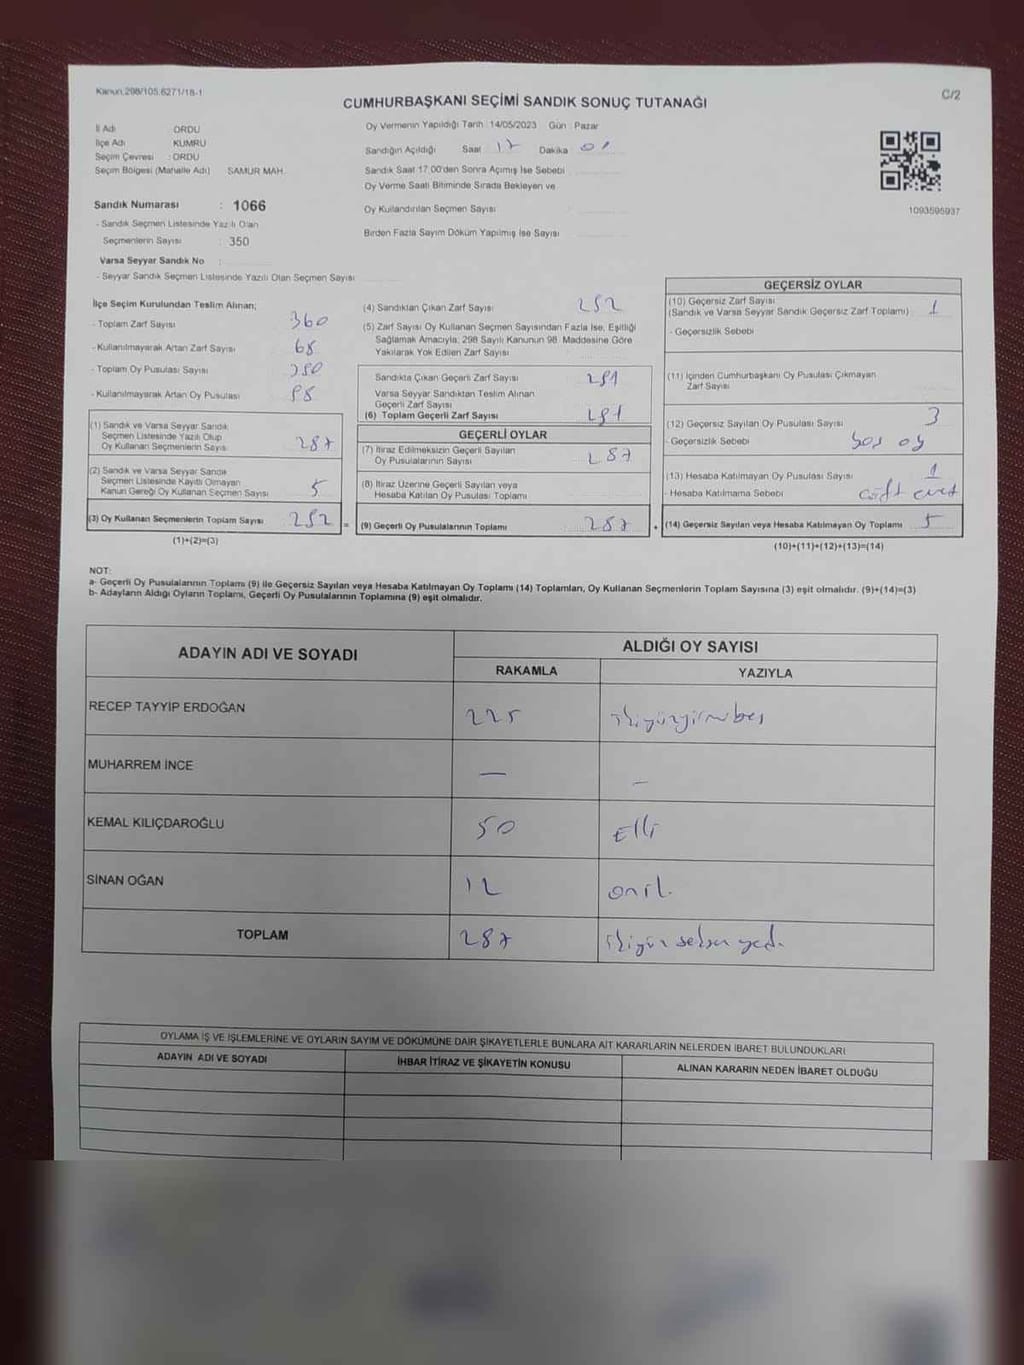 Kanun.298/105.6271/18-1
C/2
CUMHURBAŞKANI SEÇİMİ SANDIK SONUÇ TUTANAĞI
İl Adı ORDU
İlçe Adı KUMRU
Seçim Çevresi : ORDU
Seçim Bölgesi (Mahalle Adı) SAMUR MAH.
Sandık Numarası : 1066
- Sandık Seçmen Listesinde Yazılı Olan
Seçmenlerin Sayısı : 350
Varsa Seyyar Sandık No :
- Seyyar Sandık Seçmen Listesinde Yazılı Olan Seçmen Sayısı
Oy Vermenin Yapıldığı Tarih : 14/05/2023 Gün : Pazar
Sandığın Açıldığı Saat 17 Dakika 01
Sandık Saat 17:00'den Sonra Açımış İse Sebebi
Oy Verme Saati Bitiminde Sırada Bekleyen ve
Oy Kullandırılan Seçmen Sayısı
Birden Fazla Sayım Döküm Yapılmış İse Sayısı
1093595937
İlçe Seçim Kurulundan Teslim Alınan;
- Toplam Zarf Sayısı 360
- Kullanılmayarak Artan Zarf Sayısı 68
- Toplam Oy Pusulası Sayısı
- Kullanılmayarak Artan Oy Pusulası
(1) Sandık ve Varsa Seyyar Sandık
Seçmen Listesinde Yazılı Olup
Oy Kullanan Seçmenlerin Sayısı 287
(2) Sandık ve Varsa Seyyar Sandık
Seçmen Listesinde Kayıtlı Olmayan
Kanun Gereği Oy Kullanan Seçmen Sayısı 5
(3) Oy Kullanan Seçmenlerin Toplam Sayısı 292 =
(1)+(2)=(3)
(4) Sandıktan Çıkan Zarf Sayısı 292
(5) Zarf Sayısı Oy Kullanan Seçmen Sayısından Fazla İse, Eşitliği
Sağlamak Amacıyla; 298 Sayılı Kanunun 98. Maddesine Göre
Yakılarak Yok Edilen Zarf Sayısı
Sandıkta Çıkan Geçerli Zarf Sayısı 291
Varsa Seyyar Sandıktan Teslim Alınan
Geçerli Zarf Sayısı
(6) Toplam Geçerli Zarf Sayısı 291
GEÇERLİ OYLAR
(7) İtiraz Edilmeksizin Geçerli Sayılan
Oy Pusulalarının Sayısı 287
(8) İtiraz Üzerine Geçerli Sayılan veya
Hesaba Katılan Oy Pusulası Toplamı
(9) Geçerli Oy Pusulalarının Toplamı 287 +
GEÇERSİZ OYLAR
(10) Geçersiz Zarf Sayısı
(Sandık ve Varsa Seyyar Sandık Geçersiz Zarf Toplamı) 1
- Geçersizlik Sebebi
(11) İçinden Cumhurbaşkanı Oy Pusulası Çıkmayan
Zarf Sayısı
(12) Geçersiz Sayılan Oy Pusulası Sayısı 3
- Geçersizlik Sebebi boş oy
(13) Hesaba Katılmayan Oy Pusulası Sayısı 1
- Hesaba Katılmama Sebebi çift evet
(14) Geçersiz Sayılan veya Hesaba Katılmayan Oy Toplamı 5
(10)+(11)+(12)+(13)=(14)
NOT:
a- Geçerli Oy Pusulalarının Toplamı (9) ile Geçersiz Sayılan veya Hesaba Katılmayan Oy Toplamı (14) Toplamları, Oy Kullanan Seçmenlerin Toplam Sayısına (3) eşit olmalıdır. (9)+(14)=(3)
b- Adayların Aldığı Oyların Toplamı, Geçerli Oy Pusulalarının Toplamına (9) eşit olmalıdır.
ADAYIN ADI VE SOYADI ALDIĞI OY SAYISI
RAKAMLA YAZIYLA
RECEP TAYYİP ERDOĞAN 225 ikiyüzyirmibeş
MUHARREM İNCE — –
KEMAL KILIÇDAROĞLU 50 Elli
SİNAN OĞAN 12 oniki
TOPLAM 287 ikiyüz seksen yedi
OYLAMA İŞ VE İŞLEMLERİNE VE OYLARIN SAYIM VE DÖKÜMÜNE DAİR ŞİKAYETLERLE BUNLARA AİT KARARLARIN NELERDEN İBARET BULUNDUKLARI
ADAYIN ADI VE SOYADI İHBAR İTİRAZ VE ŞİKAYETİN KONUSU ALINAN KARARIN NEDEN İBARET OLDUĞU